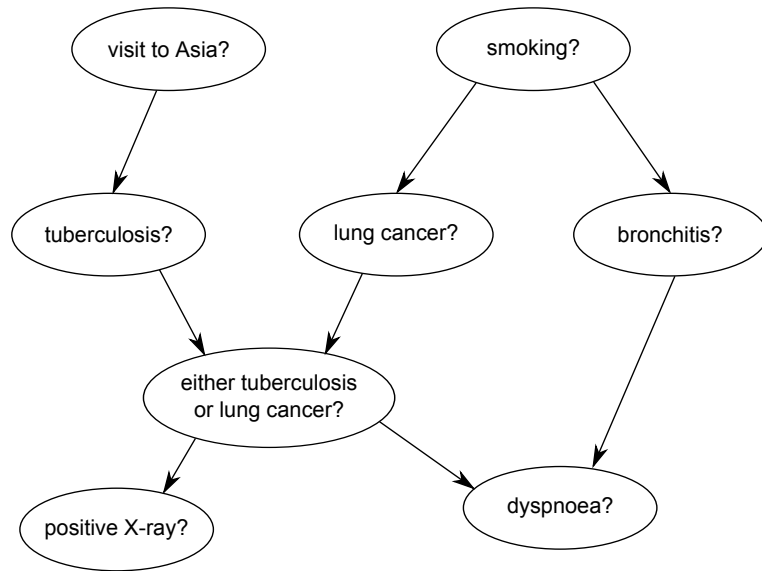 visit to Asia?
smoking?
tuberculosis?
lung cancer?
bronchitis?
either tuberculosis
or lung cancer?
positive X-ray?
dyspnoea?